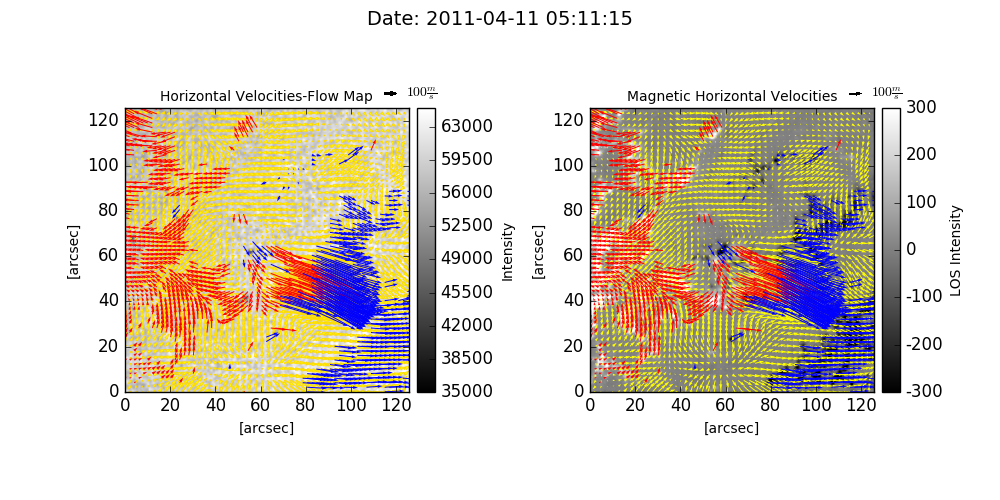 Date: 2011-04-11 05:11:15
Horizontal Velocities-Flow Map
100 m/s
[arcsec]
120
100
80
60
40
20
0
0 20 40 60 80 100 120
[arcsec]
63000
59500
56000
52500
49000
45500
42000
38500
35000
Intensity
Magnetic Horizontal Velocities
100 m/s
[arcsec]
120
100
80
60
40
20
0
0 20 40 60 80 100 120
[arcsec]
300
200
100
0
-100
-200
-300
LOS Intensity